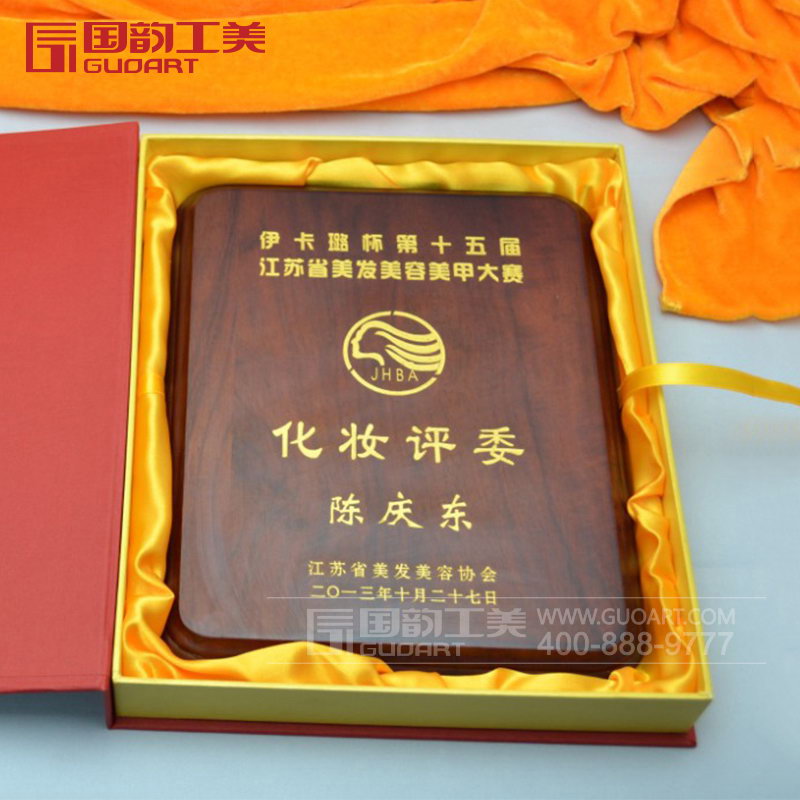 国韵工美
GUOART
伊卡璐杯第十五届
江苏省美发美容美甲大赛
JHBA
化妆评委
陈庆东
江苏省美发美容协会
二〇一三年十月二十七日
国韵工美
GUOART
WWW.GUOART.COM
400-888-9777